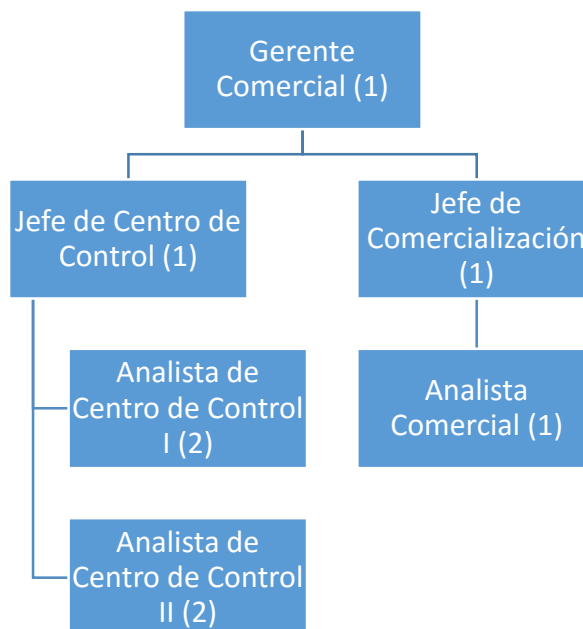 Gerente
Comercial (1)
Jefe de Centro de
Control (1)
Jefe de
Comercialización
(1)
Analista de
Centro de Control
I (2)
Analista
Comercial (1)
Analista de
Centro de Control
II (2)